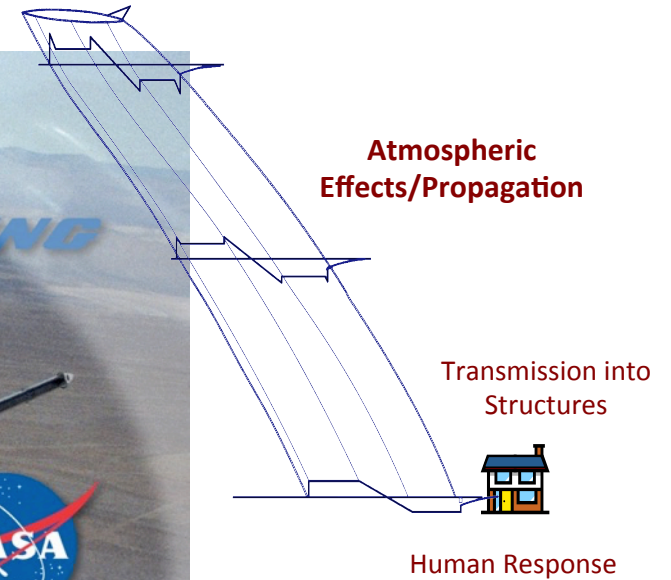 Atmospheric
Effects/Propagation
Transmission into
Structures
Human Response